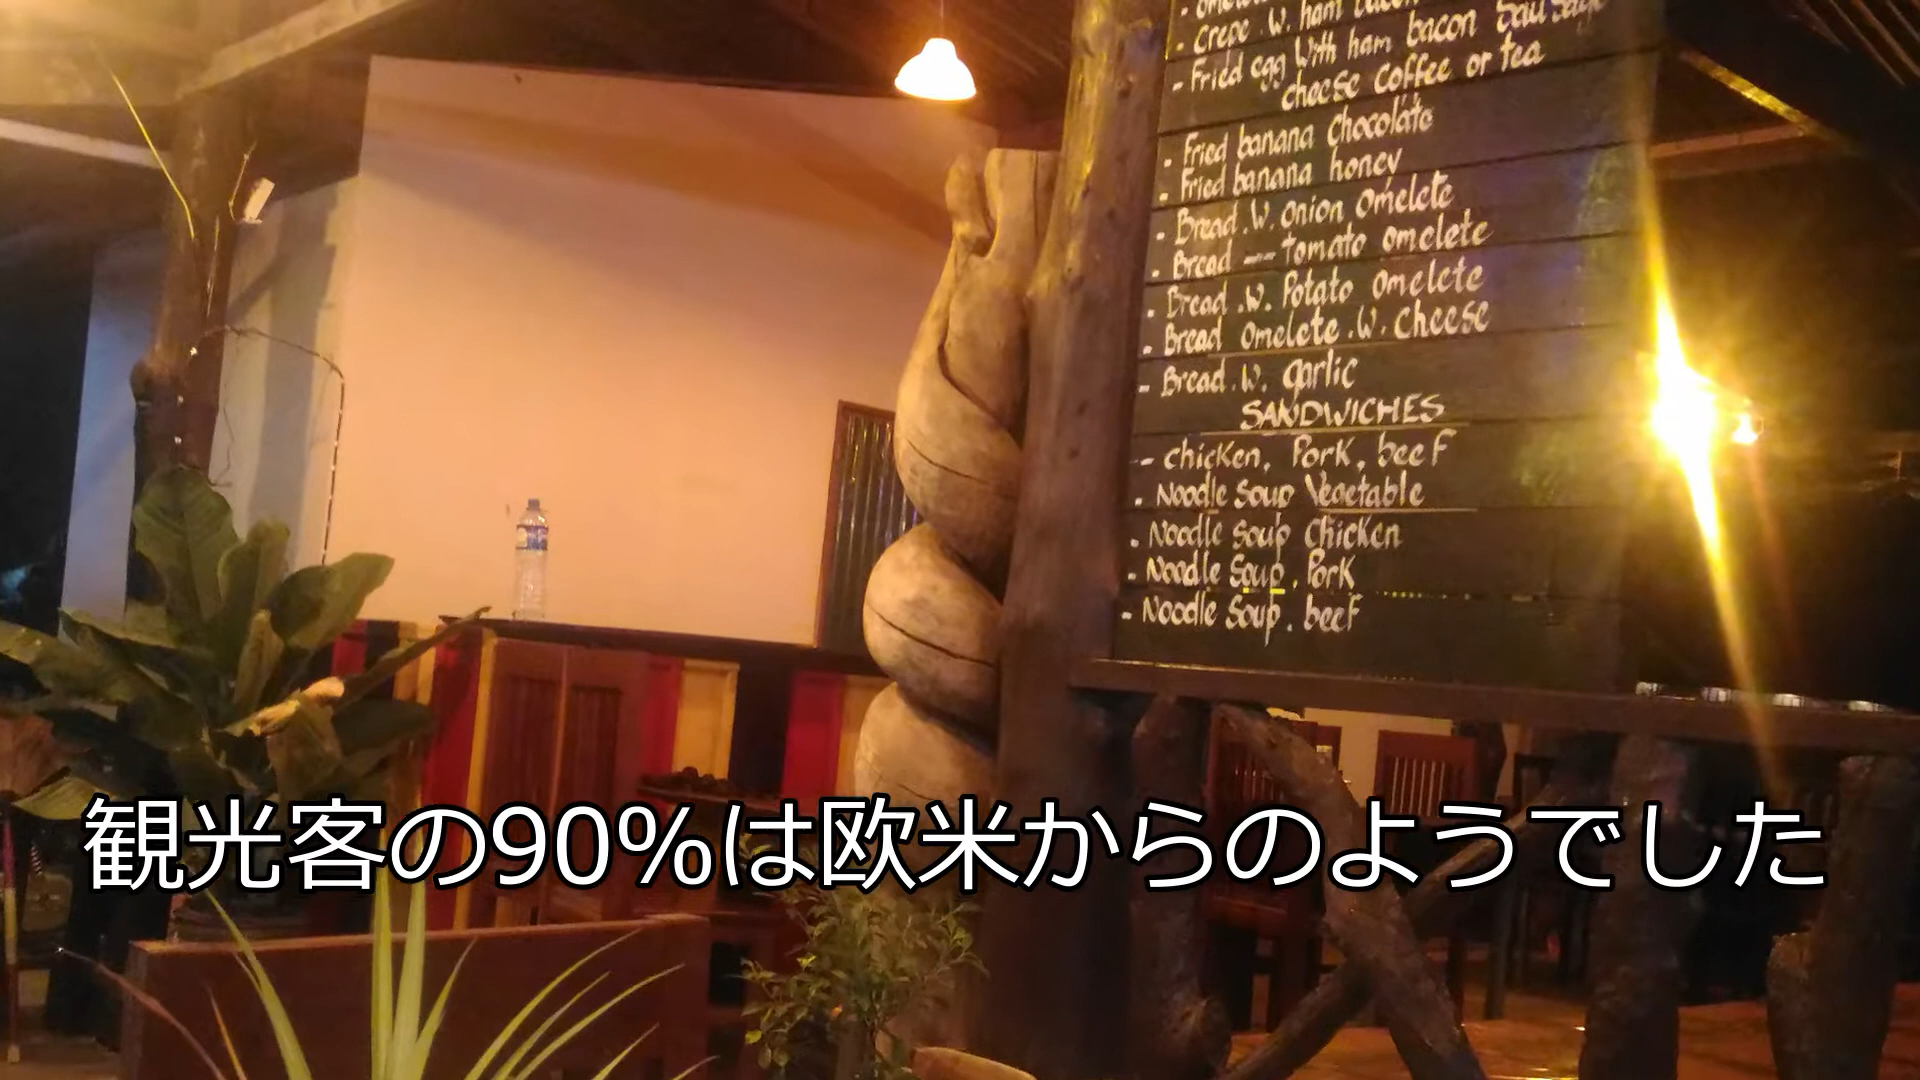 - Crepe .W. ham bacon
- Fried egg With ham bacon Sausage
cheese Coffee or tea
- Fried banana Chocolate
- Fried banana honey
- Bread .W. onion omelete
- Bread -- tomato omelete
- Bread .W. Potato omelete
- Bread omelete .W. Cheese
- Bread .W. garlic
SANDWICHES
- chicken, Pork, beef
- Noodle Soup Vegetable
- Noodle Soup Chicken
- Noodle Soup. Pork
- Noodle Soup. beef
観光客の90%は欧米からのようでした